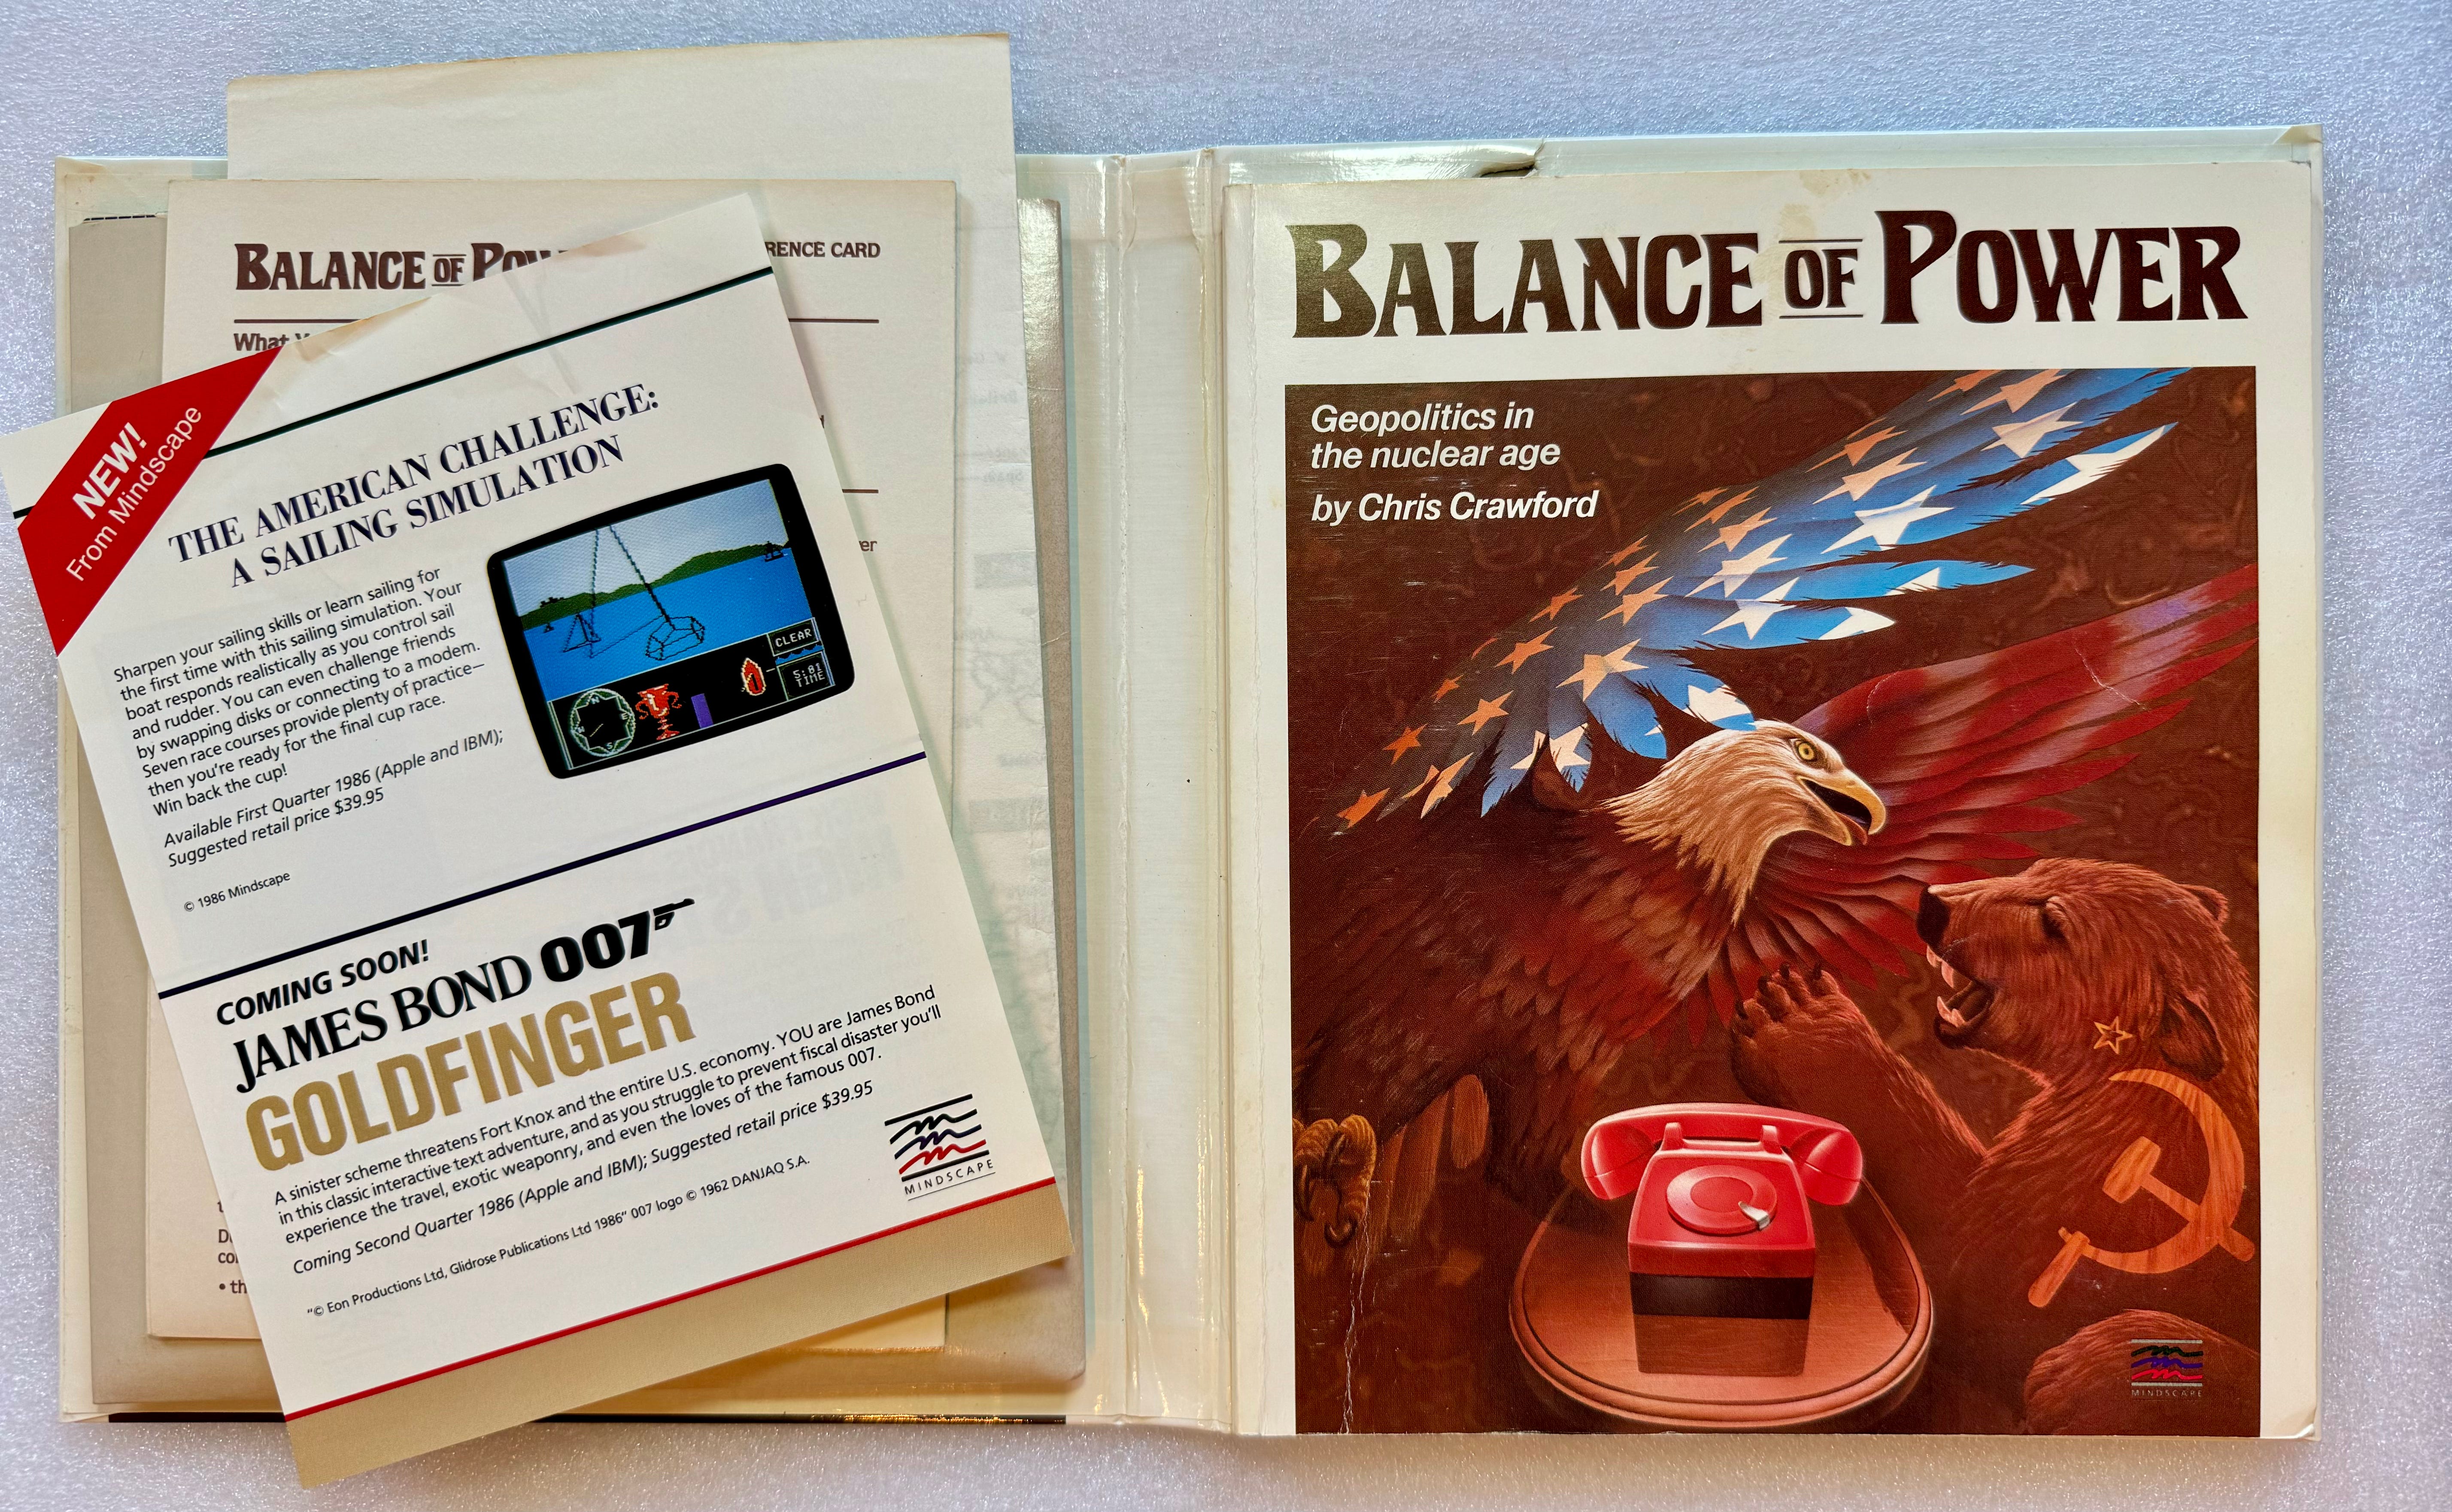 BALANCE OF
RENCE CARD
What
NEW!
From Mindscape
THE AMERICAN CHALLENGE:
A SAILING SIMULATION
Sharpen your sailing skills or learn sailing for
the first time with this sailing simulation. Your
boat responds realistically as you control sail
and rudder. You can even challenge friends
by swapping disks or connecting to a modem.
Seven race courses provide plenty of practice—
then you're ready for the final cup race.
Win back the cup!
Available First Quarter 1986 (Apple and IBM);
Suggested retail price $39.95
© 1986 Mindscape
CLEAR
5:01
TIME
COMING SOON!
JAMES BOND 007
GOLDFINGER
A sinister scheme threatens Fort Knox and the entire U.S. economy. YOU are James Bond
in this classic interactive text adventure, and as you struggle to prevent fiscal disaster you'll
experience the travel, exotic weaponry, and even the loves of the famous 007.
Coming Second Quarter 1986 (Apple and IBM); Suggested retail price $39.95
"© Eon Productions Ltd, Glidrose Publications Ltd 1986" 007 logo © 1962 DANJAQ S.A.
MINDSCAPE
• th
BALANCE OF POWER
Geopolitics in
the nuclear age
by Chris Crawford
MINDSCAPE